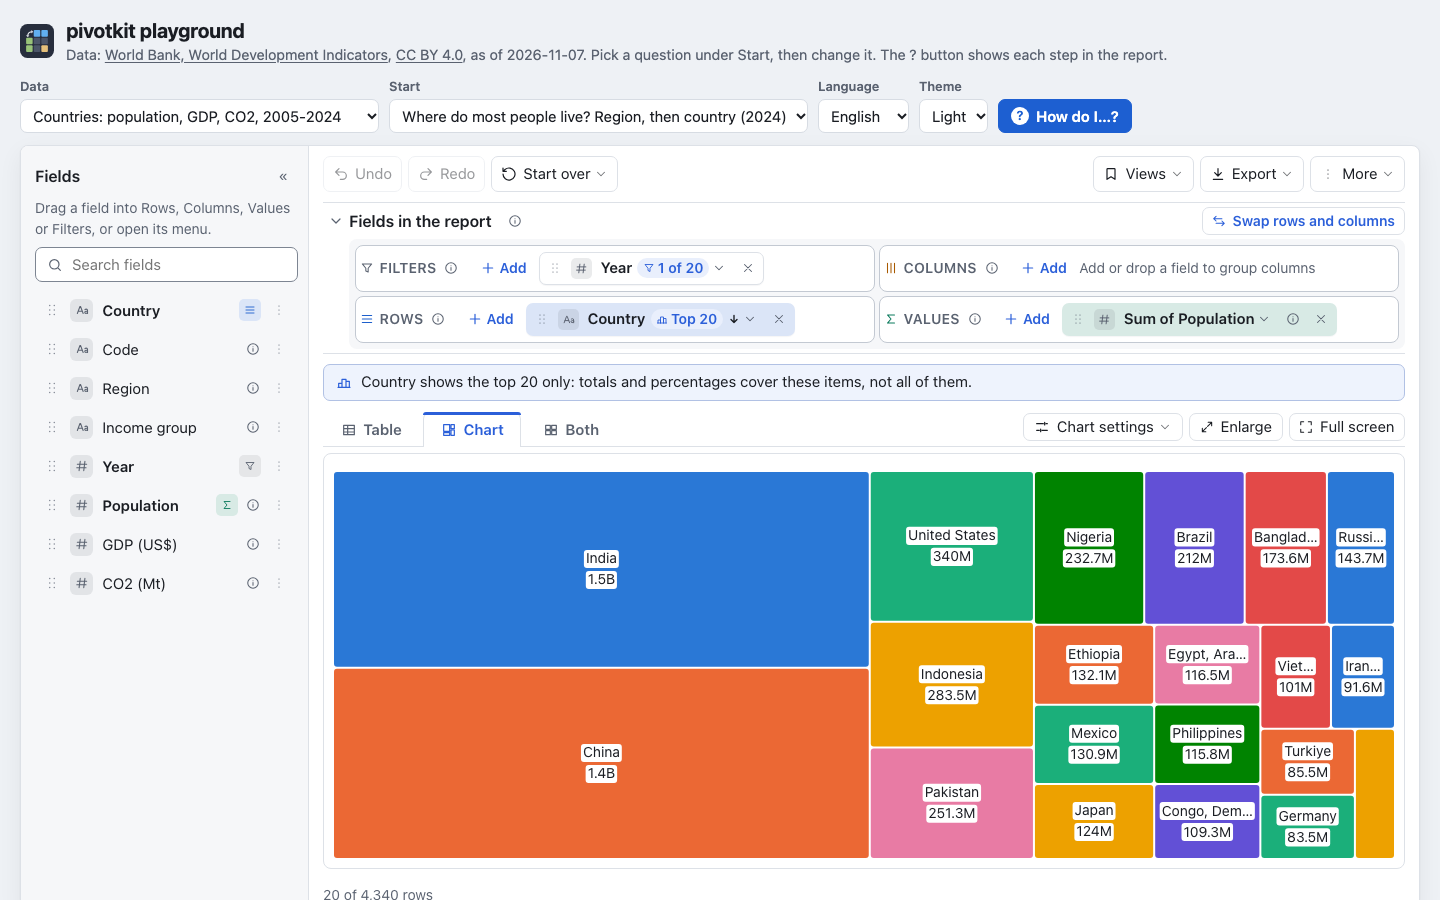 pivotkit playground
Data: World Bank, World Development Indicators, CC BY 4.0, as of 2026-11-07. Pick a question under Start, then change it. The ? button shows each step in the report.
Data
Start
Language
Theme
Countries: population, GDP, CO2, 2005-2024
Where do most people live? Region, then country (2024)
English
Light
? How do I...?
Fields
«
Drag a field into Rows, Columns, Values
or Filters, or open its menu.
Search fields
Aa Country
Aa Code
Aa Region
Aa Income group
# Year
# Population Σ
# GDP (US$)
# CO2 (Mt)
Undo
Redo
Start over
Views
Export
More
Fields in the report
Swap rows and columns
FILTERS
+ Add
# Year 1 of 20
COLUMNS
+ Add
Add or drop a field to group columns
ROWS
+ Add
Aa Country Top 20
Σ VALUES
+ Add
# Sum of Population
Country shows the top 20 only: totals and percentages cover these items, not all of them.
Table
Chart
Both
Chart settings
Enlarge
Full screen
India
1.5B
China
1.4B
United States
340M
Indonesia
283.5M
Pakistan
251.3M
Nigeria
232.7M
Brazil
212M
Banglad...
173.6M
Russi...
143.7M
Ethiopia
132.1M
Mexico
130.9M
Japan
124M
Egypt, Ara...
116.5M
Philippines
115.8M
Congo, Dem...
109.3M
Viet...
101M
Iran...
91.6M
Turkiye
85.5M
Germany
83.5M
20 of 4,340 rows